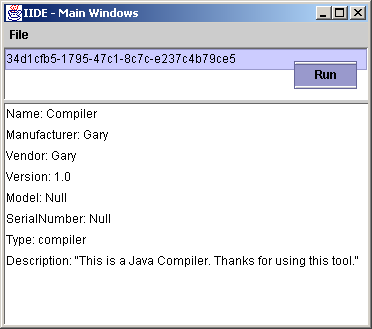 IIDE - Main Windows
File
34d1cfb5-1795-47c1-8c7c-e237c4b79ce5
Run
Name: Compiler
Manufacturer: Gary
Vendor: Gary
Version: 1.0
Model: Null
SerialNumber: Null
Type: compiler
Description: "This is a Java Compiler. Thanks for using this tool."